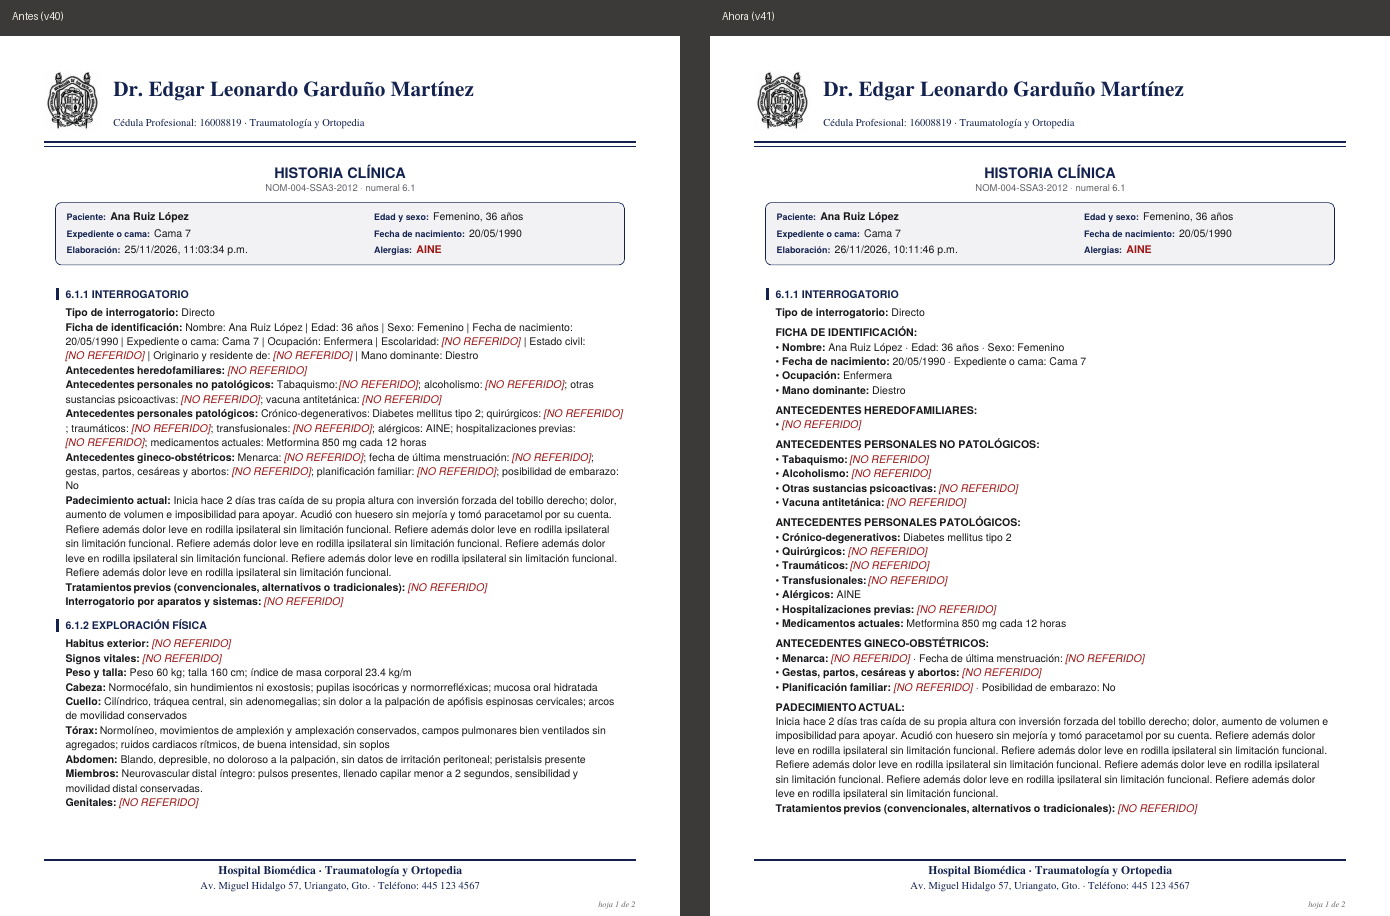 Antes (v40)
Dr. Edgar Leonardo Garduño Martínez
Cédula Profesional: 16008819 · Traumatología y Ortopedia
HISTORIA CLÍNICA
NOM-004-SSA3-2012 · numeral 6.1
Paciente: Ana Ruiz López
Edad y sexo: Femenino, 36 años
Expediente o cama: Cama 7
Fecha de nacimiento: 20/05/1990
Elaboración: 25/11/2026, 11:03:34 p.m.
Alergias: AINE
6.1.1 INTERROGATORIO
Tipo de interrogatorio: Directo
Ficha de identificación: Nombre: Ana Ruiz López | Edad: 36 años | Sexo: Femenino | Fecha de nacimiento:
20/05/1990 | Expediente o cama: Cama 7 | Ocupación: Enfermera | Escolaridad: [NO REFERIDO] | Estado civil:
[NO REFERIDO] | Originario y residente de: [NO REFERIDO] | Mano dominante: Diestro
Antecedentes heredofamiliares: [NO REFERIDO]
Antecedentes personales no patológicos: Tabaquismo:[NO REFERIDO]; alcoholismo: [NO REFERIDO]; otras
sustancias psicoactivas: [NO REFERIDO]; vacuna antitetánica: [NO REFERIDO]
Antecedentes personales patológicos: Crónico-degenerativos: Diabetes mellitus tipo 2; quirúrgicos: [NO REFERIDO]
; traumáticos: [NO REFERIDO]; transfusionales: [NO REFERIDO]; alérgicos: AINE; hospitalizaciones previas:
[NO REFERIDO]; medicamentos actuales: Metformina 850 mg cada 12 horas
Antecedentes gineco-obstétricos: Menarca: [NO REFERIDO]; fecha de última menstruación: [NO REFERIDO];
gestas, partos, cesáreas y abortos: [NO REFERIDO]; planificación familiar: [NO REFERIDO]; posibilidad de embarazo:
No
Padecimiento actual: Inicia hace 2 días tras caída de su propia altura con inversión forzada del tobillo derecho; dolor,
aumento de volumen e imposibilidad para apoyar. Acudió con huesero sin mejoría y tomó paracetamol por su cuenta.
Refiere además dolor leve en rodilla ipsilateral sin limitación funcional. Refiere además dolor leve en rodilla ipsilateral
sin limitación funcional. Refiere además dolor leve en rodilla ipsilateral sin limitación funcional. Refiere además dolor
leve en rodilla ipsilateral sin limitación funcional. Refiere además dolor leve en rodilla ipsilateral sin limitación funcional.
Refiere además dolor leve en rodilla ipsilateral sin limitación funcional.
Tratamientos previos (convencionales, alternativos o tradicionales): [NO REFERIDO]
Interrogatorio por aparatos y sistemas: [NO REFERIDO]
6.1.2 EXPLORACIÓN FÍSICA
Habitus exterior: [NO REFERIDO]
Signos vitales: [NO REFERIDO]
Peso y talla: Peso 60 kg; talla 160 cm; índice de masa corporal 23.4 kg/m
Cabeza: Normocéfalo, sin hundimientos ni exostosis; pupilas isocóricas y normorrefléxicas; mucosa oral hidratada
Cuello: Cilíndrico, tráquea central, sin adenomegalias; sin dolor a la palpación de apófisis espinosas cervicales; arcos
de movilidad conservados
Tórax: Normolíneo, movimientos de amplexión y amplexación conservados, campos pulmonares bien ventilados sin
agregados; ruidos cardiacos rítmicos, de buena intensidad, sin soplos
Abdomen: Blando, depresible, no doloroso a la palpación, sin datos de irritación peritoneal; peristalsis presente
Miembros: Neurovascular distal íntegro: pulsos presentes, llenado capilar menor a 2 segundos, sensibilidad y
movilidad distal conservadas.
Genitales: [NO REFERIDO]
Hospital Biomédica · Traumatología y Ortopedia
Av. Miguel Hidalgo 57, Uriangato, Gto. · Teléfono: 445 123 4567
hoja 1 de 2
Ahora (v41)
Dr. Edgar Leonardo Garduño Martínez
Cédula Profesional: 16008819 · Traumatología y Ortopedia
HISTORIA CLÍNICA
NOM-004-SSA3-2012 · numeral 6.1
Paciente: Ana Ruiz López
Edad y sexo: Femenino, 36 años
Expediente o cama: Cama 7
Fecha de nacimiento: 20/05/1990
Elaboración: 26/11/2026, 10:11:46 p.m.
Alergias: AINE
6.1.1 INTERROGATORIO
Tipo de interrogatorio: Directo
FICHA DE IDENTIFICACIÓN:
• Nombre: Ana Ruiz López · Edad: 36 años · Sexo: Femenino
• Fecha de nacimiento: 20/05/1990 · Expediente o cama: Cama 7
• Ocupación: Enfermera
• Mano dominante: Diestro
ANTECEDENTES HEREDOFAMILIARES:
• [NO REFERIDO]
ANTECEDENTES PERSONALES NO PATOLÓGICOS:
• Tabaquismo: [NO REFERIDO]
• Alcoholismo: [NO REFERIDO]
• Otras sustancias psicoactivas: [NO REFERIDO]
• Vacuna antitetánica: [NO REFERIDO]
ANTECEDENTES PERSONALES PATOLÓGICOS:
• Crónico-degenerativos: Diabetes mellitus tipo 2
• Quirúrgicos: [NO REFERIDO]
• Traumáticos: [NO REFERIDO]
• Transfusionales: [NO REFERIDO]
• Alérgicos: AINE
• Hospitalizaciones previas: [NO REFERIDO]
• Medicamentos actuales: Metformina 850 mg cada 12 horas
ANTECEDENTES GINECO-OBSTÉTRICOS:
• Menarca: [NO REFERIDO] · Fecha de última menstruación: [NO REFERIDO]
• Gestas, partos, cesáreas y abortos: [NO REFERIDO]
• Planificación familiar: [NO REFERIDO] · Posibilidad de embarazo: No
PADECIMIENTO ACTUAL:
Inicia hace 2 días tras caída de su propia altura con inversión forzada del tobillo derecho; dolor, aumento de volumen e
imposibilidad para apoyar. Acudió con huesero sin mejoría y tomó paracetamol por su cuenta. Refiere además dolor
leve en rodilla ipsilateral sin limitación funcional. Refiere además dolor leve en rodilla ipsilateral sin limitación funcional.
Refiere además dolor leve en rodilla ipsilateral sin limitación funcional. Refiere además dolor leve en rodilla ipsilateral
sin limitación funcional. Refiere además dolor leve en rodilla ipsilateral sin limitación funcional. Refiere además dolor
leve en rodilla ipsilateral sin limitación funcional.
Tratamientos previos (convencionales, alternativos o tradicionales): [NO REFERIDO]
Hospital Biomédica · Traumatología y Ortopedia
Av. Miguel Hidalgo 57, Uriangato, Gto. · Teléfono: 445 123 4567
hoja 1 de 2